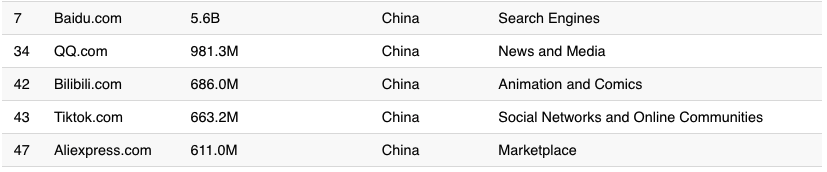 7 Baidu.com 5.6B China Search Engines
34 QQ.com 981.3M China News and Media
42 Bilibili.com 686.0M China Animation and Comics
43 Tiktok.com 663.2M China Social Networks and Online Communities
47 Aliexpress.com 611.0M China Marketplace